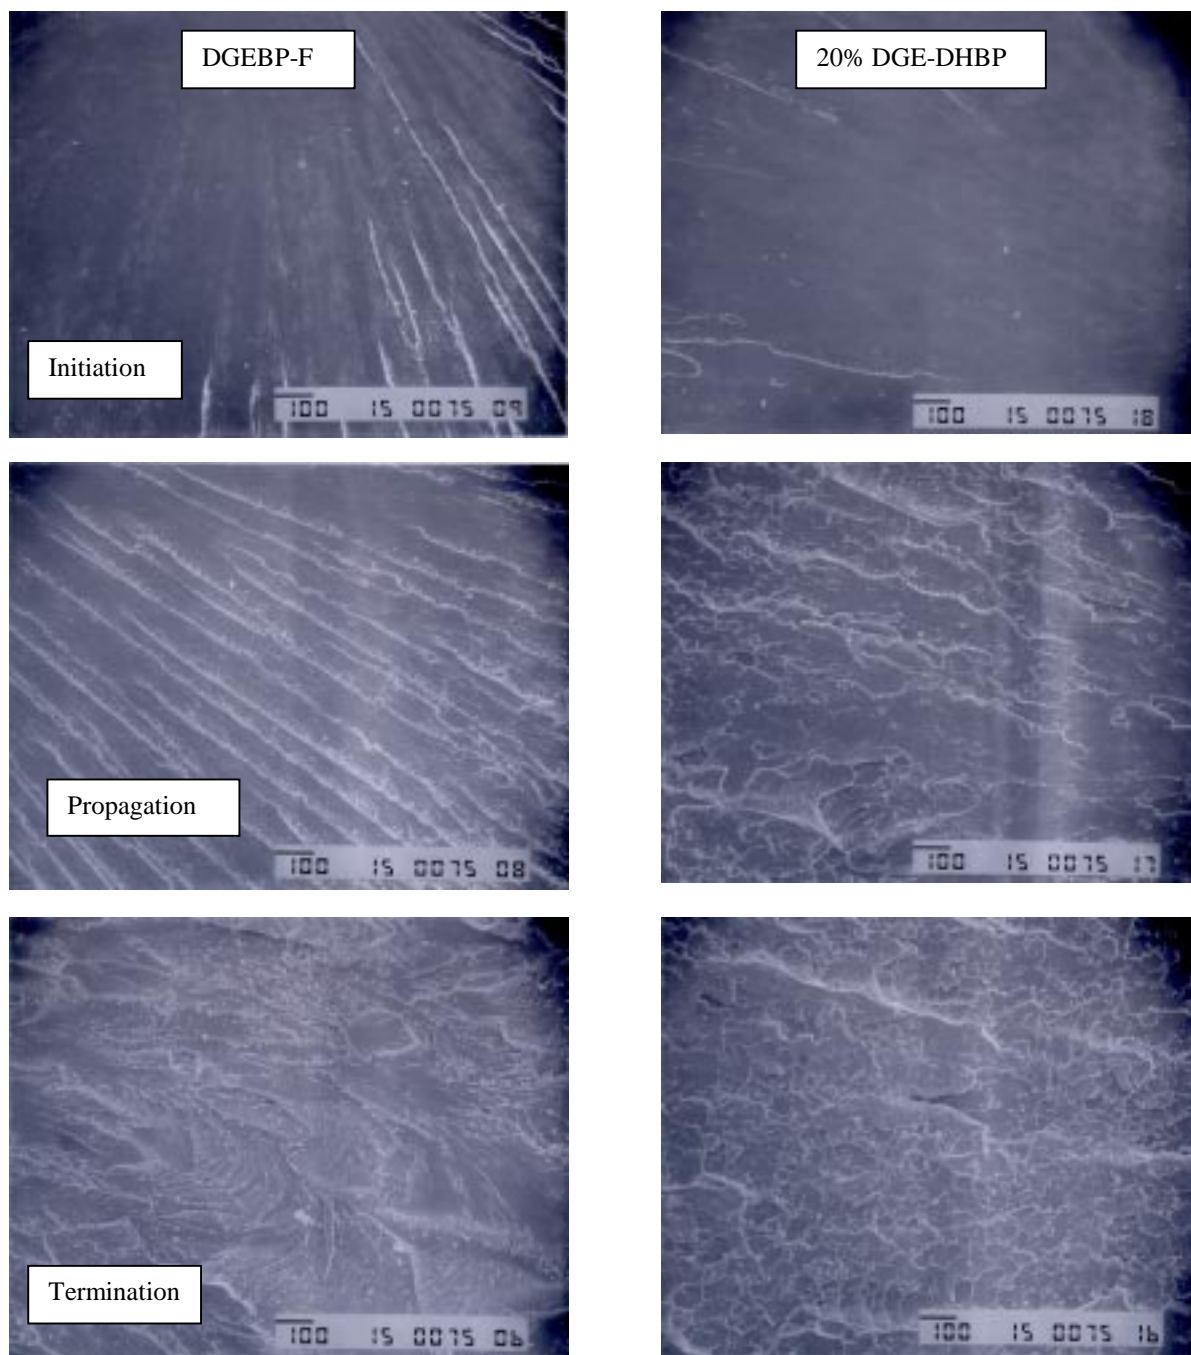 DGEBP-F
20% DGE-DHBP
Initiation
100 15 0075 09
100 15 0075 18
Propagation
100 15 0075 08
100 15 0075 17
Termination
100 15 0075 06
100 15 0075 16